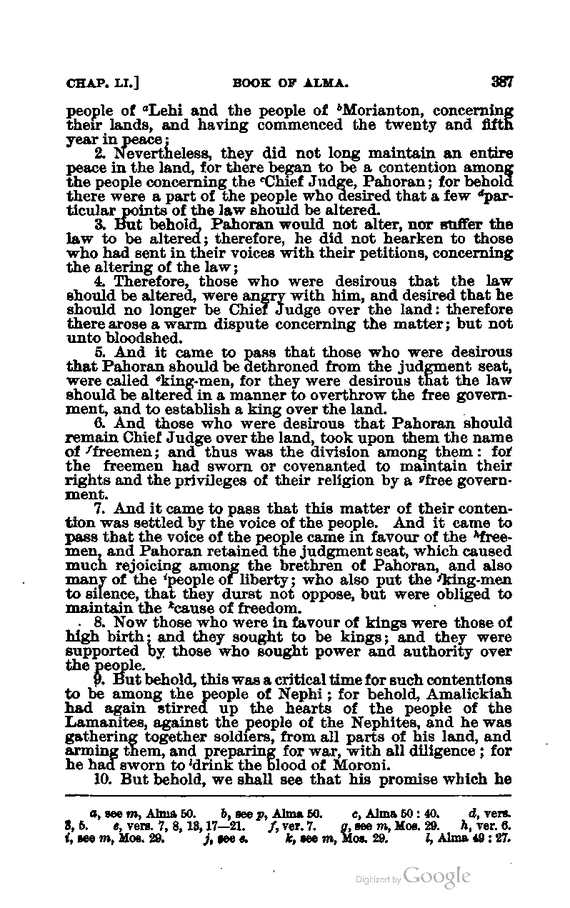 CHAP. LI.] BOOK OF ALMA. 387
people of ᵃLehi and the people of ᵇMorianton, concerning
their lands, and having commenced the twenty and fifth
year in peace;
2. Nevertheless, they did not long maintain an entire
peace in the land, for there began to be a contention among
the people concerning the ᶜChief Judge, Pahoran; for behold
there were a part of the people who desired that a few ᵈpar-
ticular points of the law should be altered.
3. But behold, Pahoran would not alter, nor suffer the
law to be altered; therefore, he did not hearken to those
who had sent in their voices with their petitions, concerning
the altering of the law;
4. Therefore, those who were desirous that the law
should be altered, were angry with him, and desired that he
should no longer be Chief Judge over the land: therefore
there arose a warm dispute concerning the matter; but not
unto bloodshed.
5. And it came to pass that those who were desirous
that Pahoran should be dethroned from the judgment seat,
were called ᵉking-men, for they were desirous that the law
should be altered in a manner to overthrow the free govern-
ment, and to establish a king over the land.
6. And those who were desirous that Pahoran should
remain Chief Judge over the land, took upon them the name
of ᶠfreemen; and thus was the division among them: for
the freemen had sworn or covenanted to maintain their
rights and the privileges of their religion by a ᵍfree govern-
ment.
7. And it came to pass that this matter of their conten-
tion was settled by the voice of the people. And it came to
pass that the voice of the people came in favour of the ʰfree-
men, and Pahoran retained the judgment seat, which caused
much rejoicing among the brethren of Pahoran, and also
many of the ⁱpeople of liberty; who also put the ʲking-men
to silence, that they durst not oppose, but were obliged to
maintain the ᵏcause of freedom.
8. Now those who were in favour of kings were those of
high birth; and they sought to be kings; and they were
supported by those who sought power and authority over
the people.
9. But behold, this was a critical time for such contentions
to be among the people of Nephi; for behold, Amalickiah
had again stirred up the hearts of the people of the
Lamanites, against the people of the Nephites, and he was
gathering together soldiers, from all parts of his land, and
arming them, and preparing for war, with all diligence; for
he had sworn to ˡdrink the blood of Moroni.
10. But behold, we shall see that his promise which he
a, see m, Alma 50. b, see p, Alma 50. c, Alma 50 : 40. d, vers.
3, 5. e, vers. 7, 8, 13, 17—21. f, ver. 7. g, see m, Mos. 29. h, ver. 6.
i, see m, Mos. 29. j, see e. k, see m, Mos. 29. l, Alma 49 : 27.
Digitized by Google